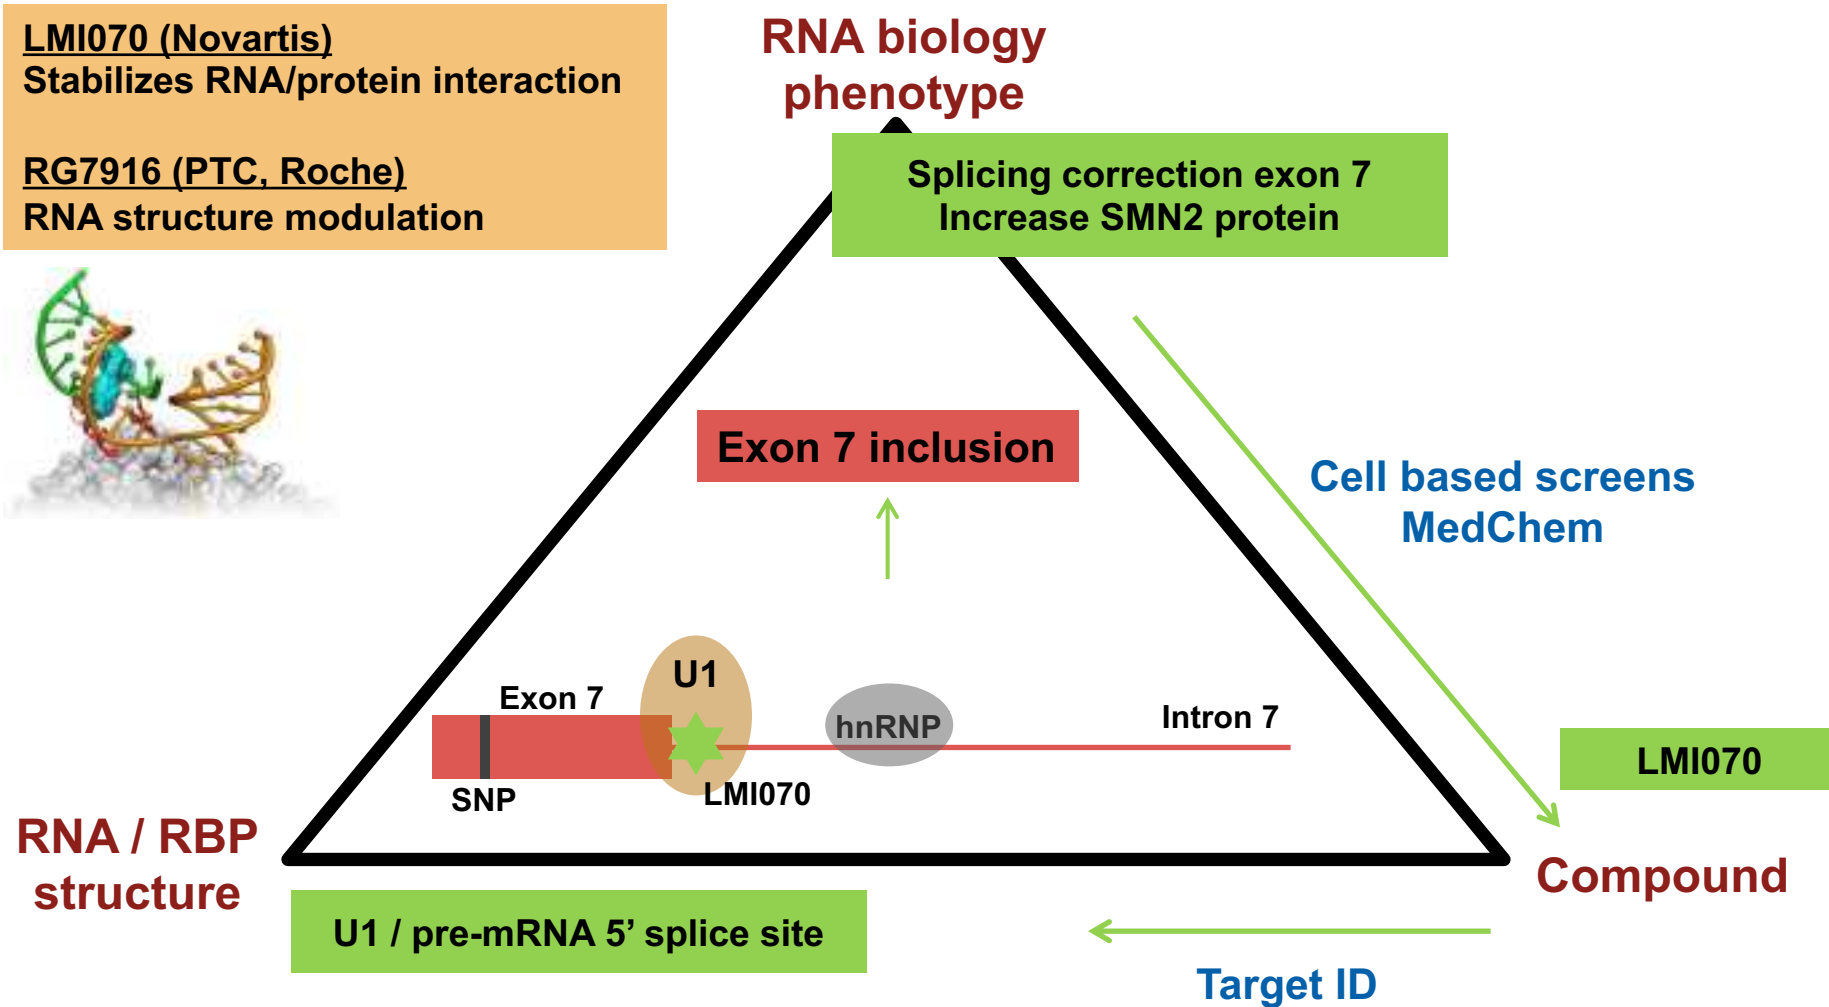 LMI070 (Novartis)
Stabilizes RNA/protein interaction
RG7916 (PTC, Roche)
RNA structure modulation
RNA biology
phenotype
Splicing correction exon 7
Increase SMN2 protein
Exon 7 inclusion
Cell based screens
MedChem
U1
Exon 7
hnRNP
Intron 7
SNP
LMI070
LMI070
RNA / RBP
structure
Compound
U1 / pre-mRNA 5’ splice site
Target ID